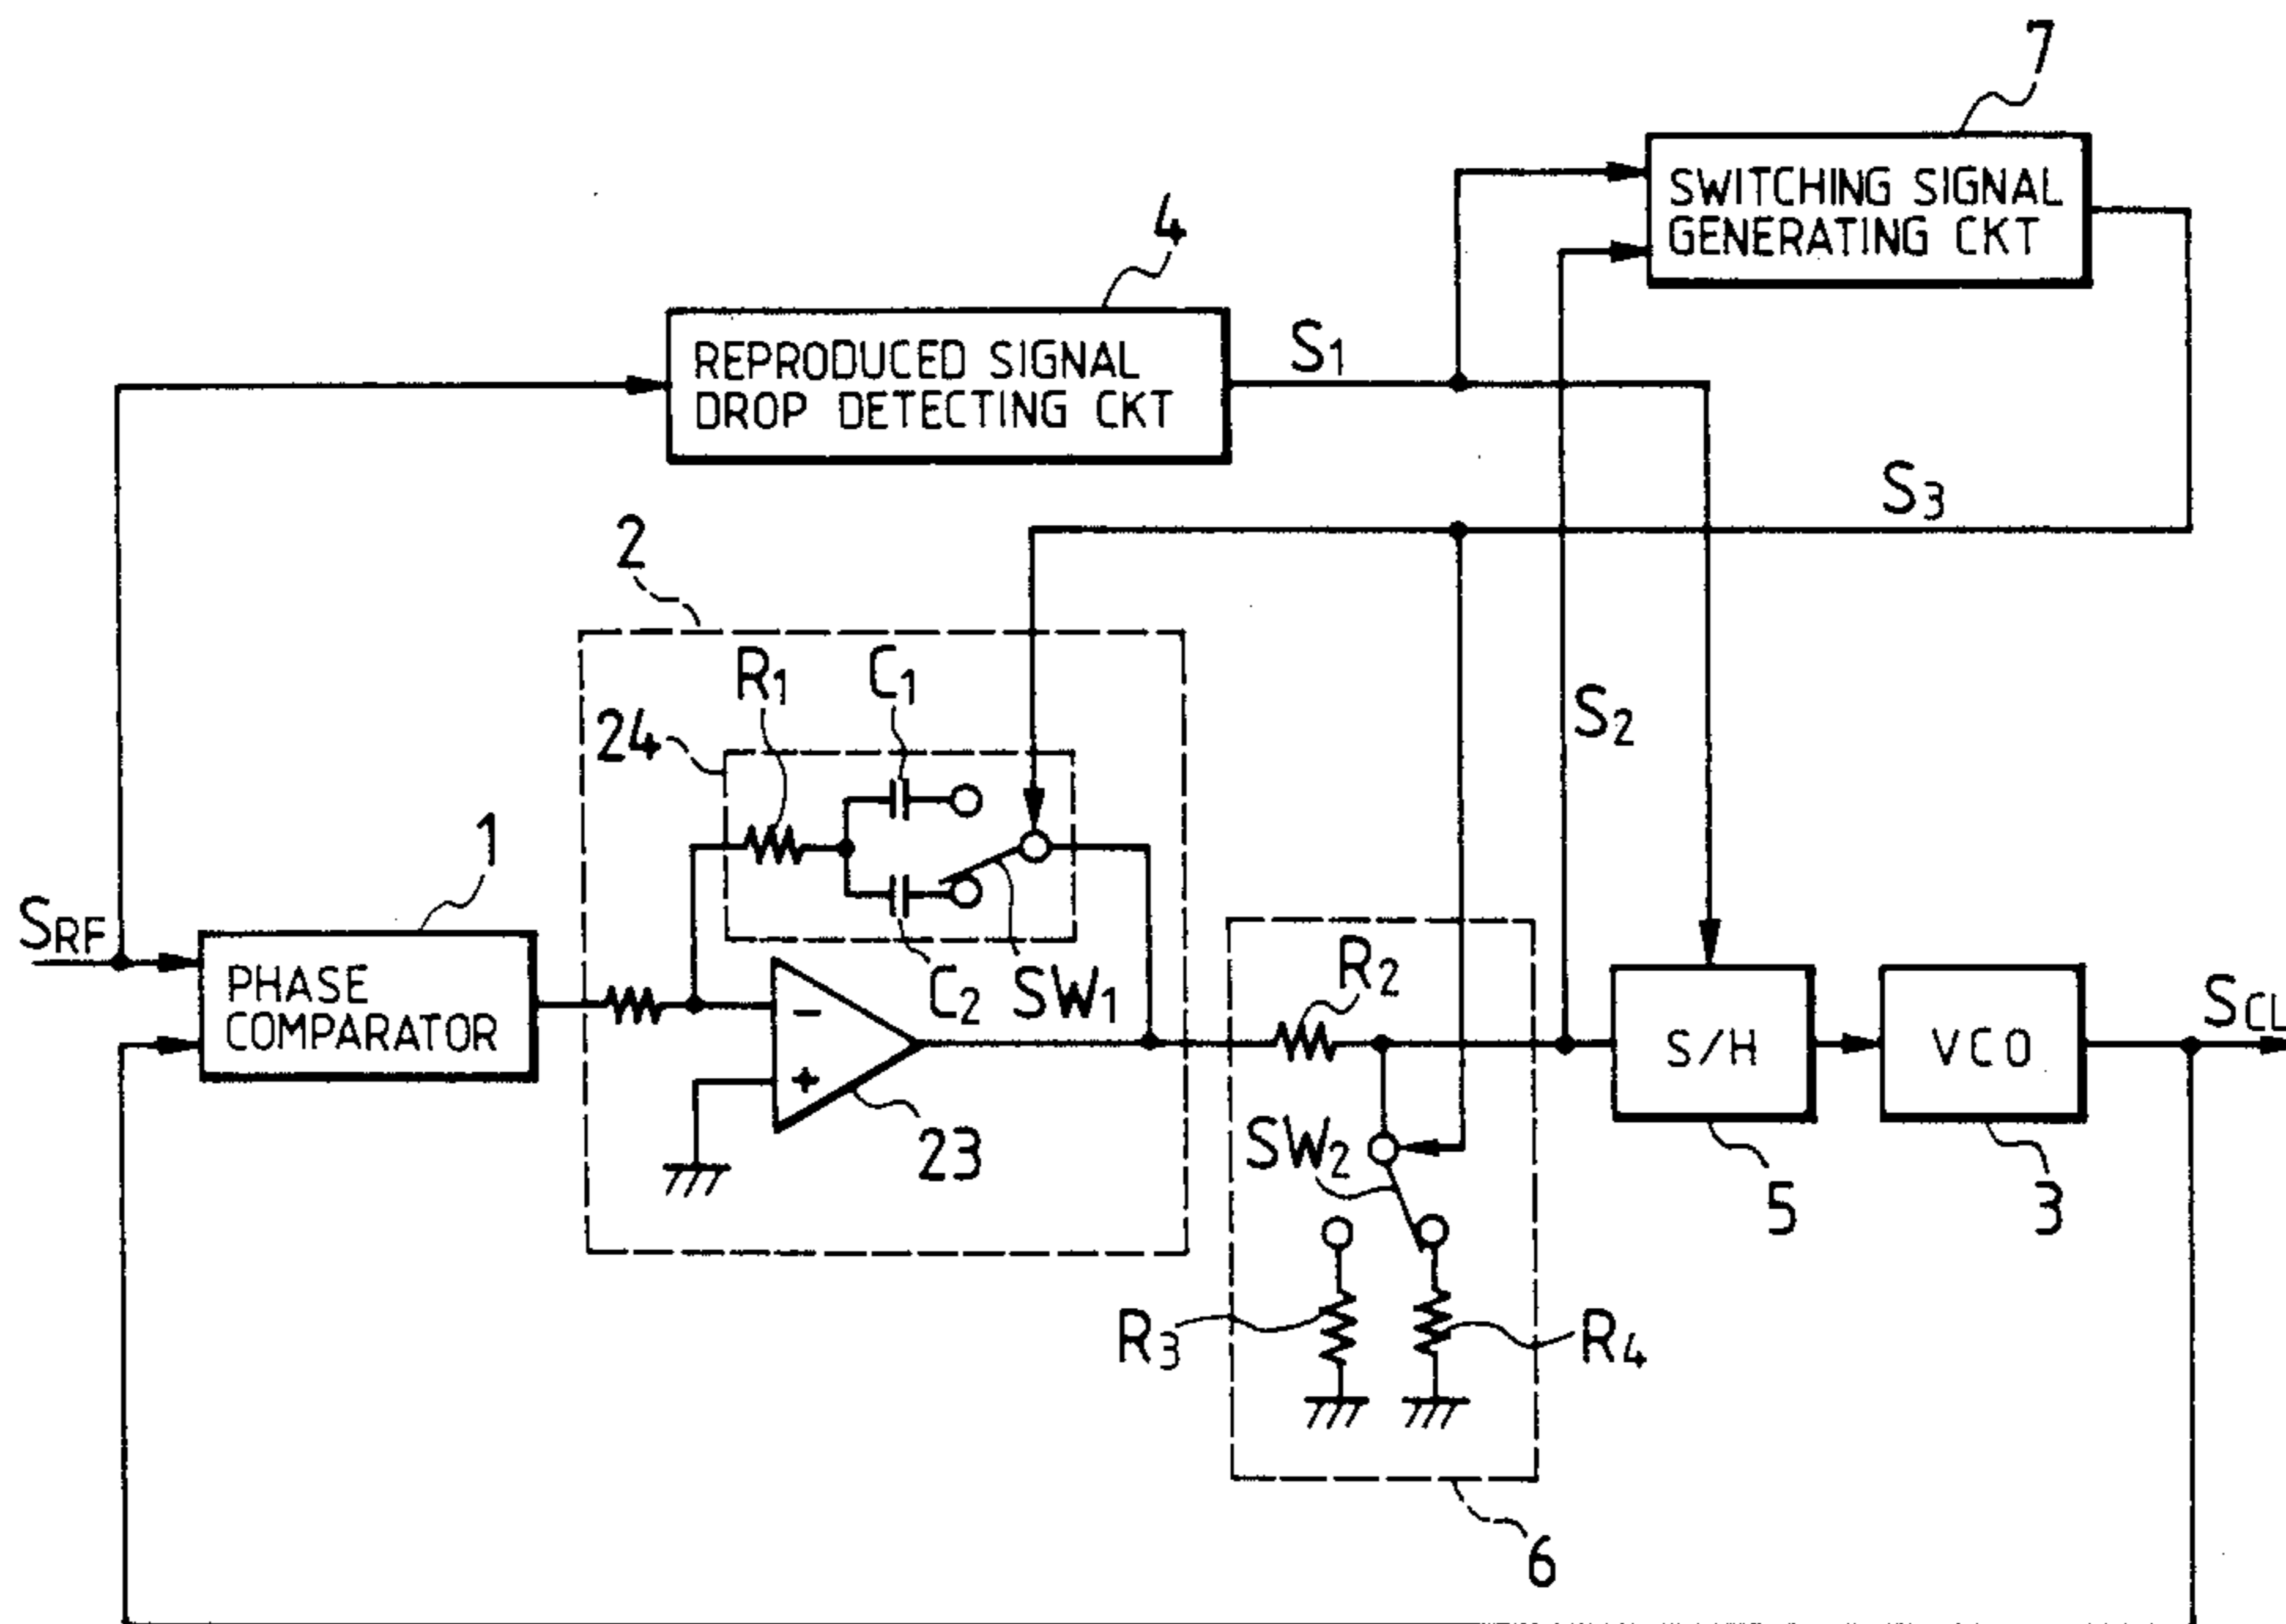 7
SWITCHING SIGNAL
GENERATING CKT
4
REPRODUCED SIGNAL
DROP DETECTING CKT
S1
S3
2
R1
C1
24
S2
1
SRF
PHASE
COMPARATOR
C2
SW1
R2
-
+
23
S/H
VCO
SCL
SW2
5
3
R3
R4
6